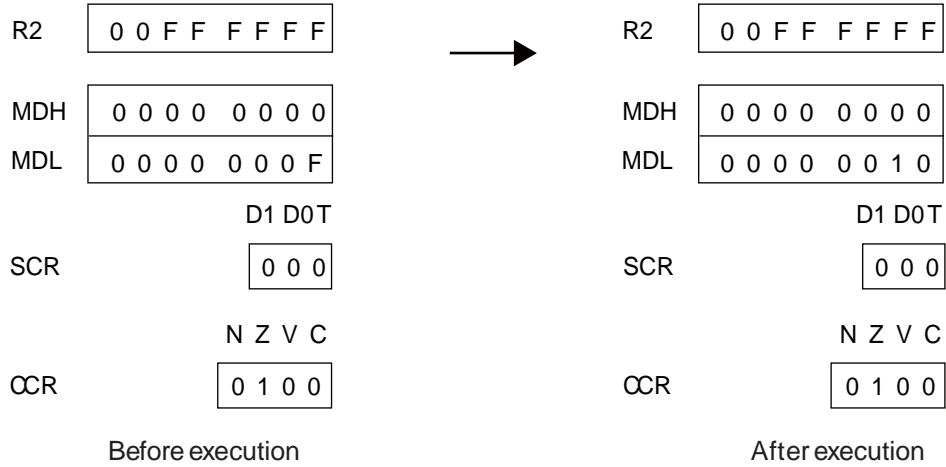 R2 0 0 F F F F F F R2 0 0 F F F F F F
MDH 0 0 0 0 0 0 0 0 MDH 0 0 0 0 0 0 0 0
MDL 0 0 0 0 0 0 0 F MDL 0 0 0 0 0 0 1 0
D1 D0 T D1 D0 T
SCR 0 0 0 SCR 0 0 0
N Z V C N Z V C
CCR 0 1 0 0 CCR 0 1 0 0
Before execution After execution